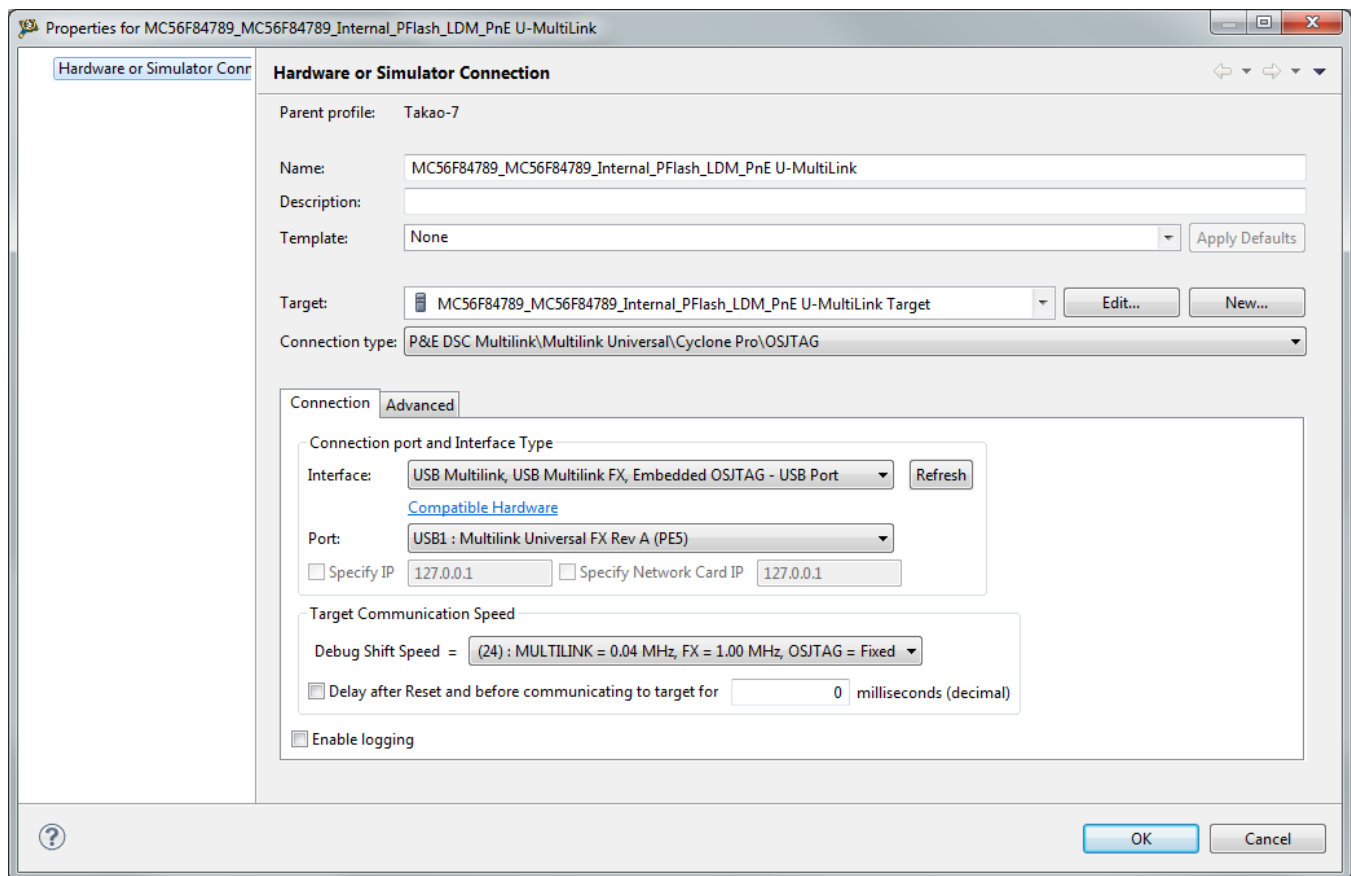 Properties for MC56F84789_MC56F84789_Internal_PFlash_LDM_PnE U-MultiLink
Hardware or Simulator Conn
Hardware or Simulator Connection
Parent profile: Takao-7
Name: MC56F84789_MC56F84789_Internal_PFlash_LDM_PnE U-MultiLink
Description:
Template: None Apply Defaults
Target: MC56F84789_MC56F84789_Internal_PFlash_LDM_PnE U-MultiLink Target Edit... New...
Connection type: P&E DSC Multilink\Multilink Universal\Cyclone Pro\OSJTAG
Connection Advanced
Connection port and Interface Type
Interface: USB Multilink, USB Multilink FX, Embedded OSJTAG - USB Port Refresh
Compatible Hardware
Port: USB1 : Multilink Universal FX Rev A (PE5)
Specify IP 127.0.0.1 Specify Network Card IP 127.0.0.1
Target Communication Speed
Debug Shift Speed = (24) : MULTILINK = 0.04 MHz, FX = 1.00 MHz, OSJTAG = Fixed
Delay after Reset and before communicating to target for 0 milliseconds (decimal)
Enable logging
? OK Cancel